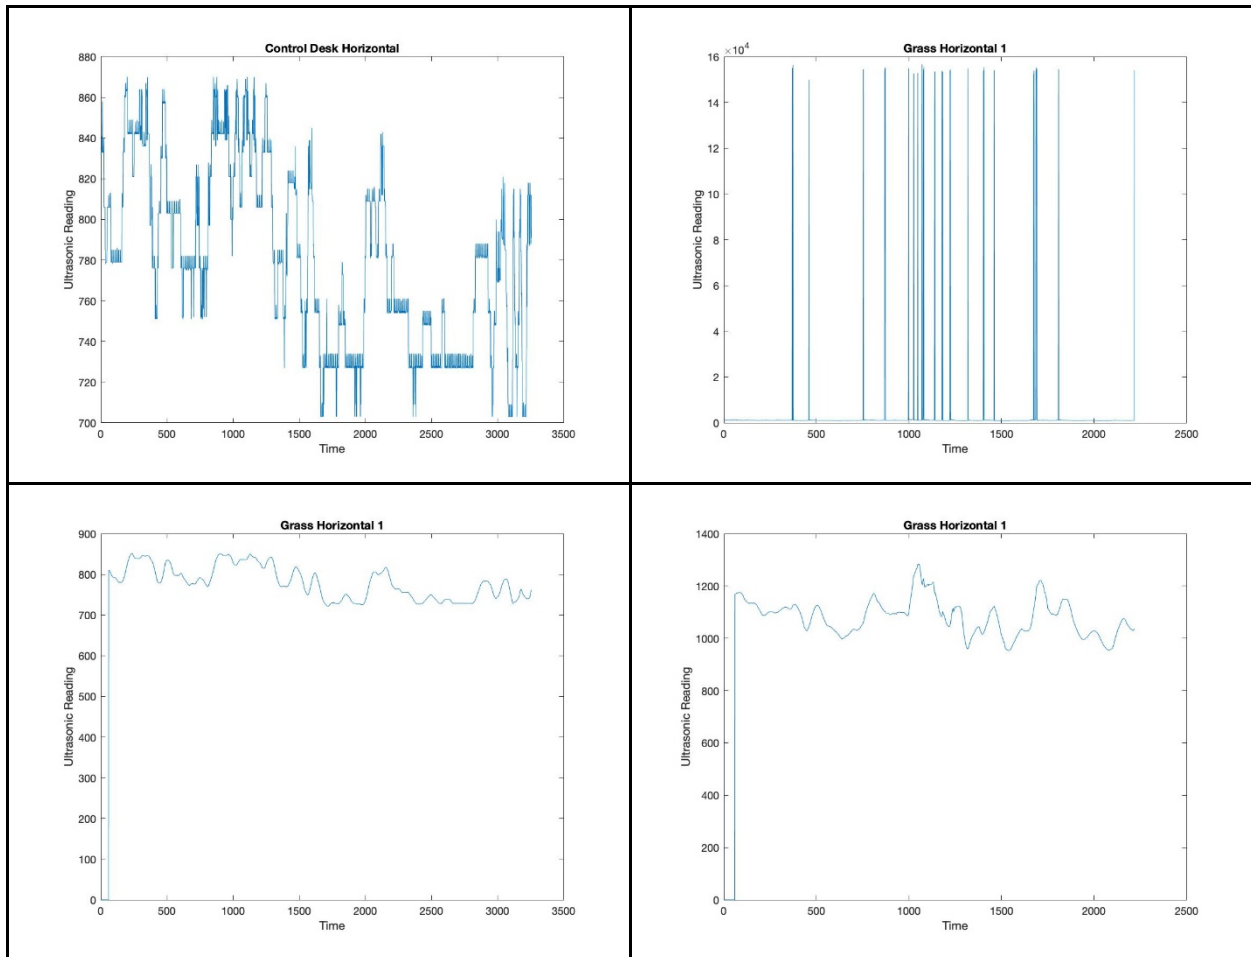 Control Desk Horizontal
880
860
840
820
800
780
760
740
720
700
Ultrasonic Reading
0 500 1000 1500 2000 2500 3000 3500
Time
Grass Horizontal 1
×10⁴
16
14
12
10
8
6
4
2
0
Ultrasonic Reading
0 500 1000 1500 2000 2500
Time
Grass Horizontal 1
900
800
700
600
500
400
300
200
100
0
Ultrasonic Reading
0 500 1000 1500 2000 2500 3000 3500
Time
Grass Horizontal 1
1400
1200
1000
800
600
400
200
0
Ultrasonic Reading
0 500 1000 1500 2000 2500
Time